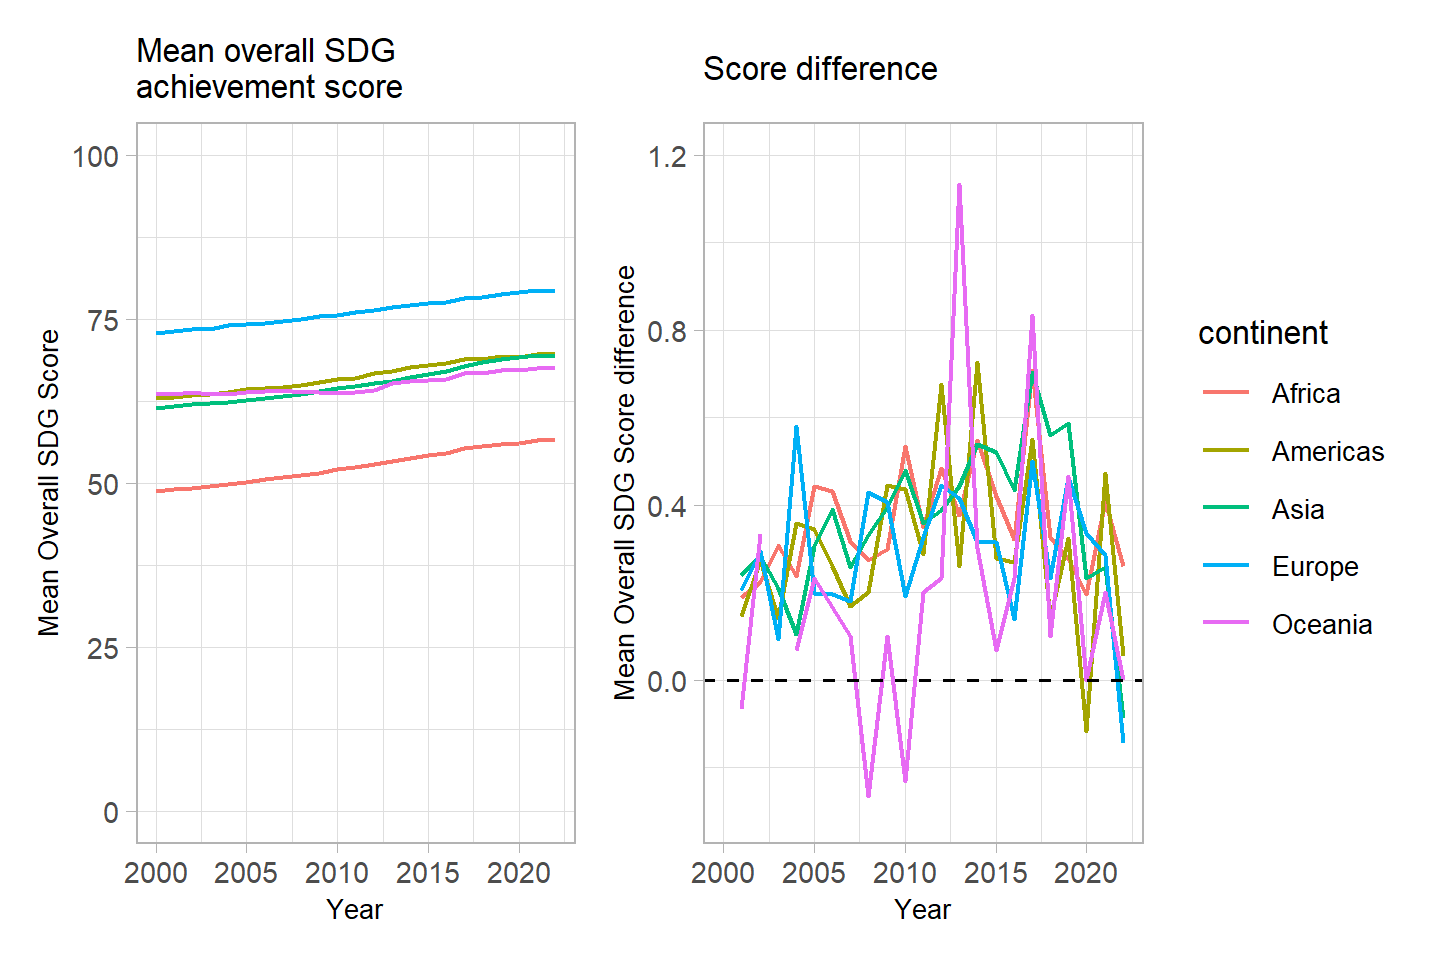 Mean overall SDG
achievement score
Mean Overall SDG Score
100
75
50
25
0
2000 2005 2010 2015 2020
Year
Score difference
Mean Overall SDG Score difference
1.2
0.8
0.4
0.0
2000 2005 2010 2015 2020
Year
continent
Africa
Americas
Asia
Europe
Oceania